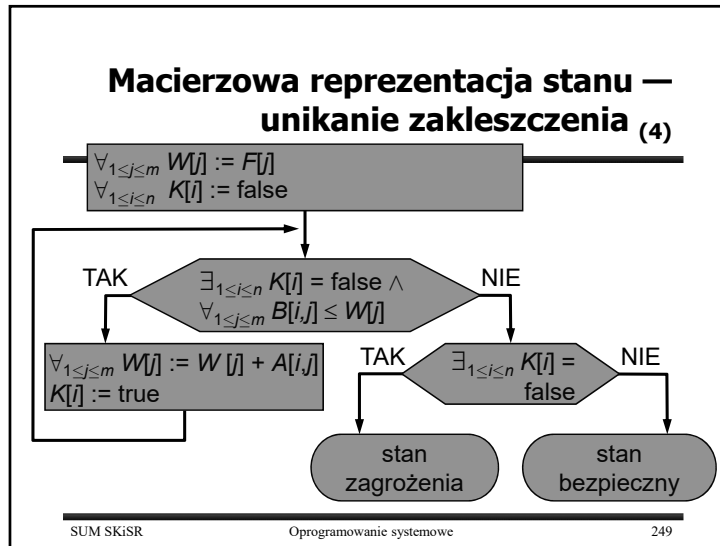 Macierzowa reprezentacja stanu —
unikanie zakleszczenia (4)
∀1≤j≤m W[j] := F[j]
∀1≤i≤n K[i] := false
TAK
∃1≤i≤n K[i] = false ∧
∀1≤j≤m B[i,j] ≤ W[j]
NIE
∀1≤j≤m W[j] := W [j] + A[i,j]
K[i] := true
TAK
∃1≤i≤n K[i] =
false
NIE
stan
zagrożenia
stan
bezpieczny
SUM SKiSR Oprogramowanie systemowe 249